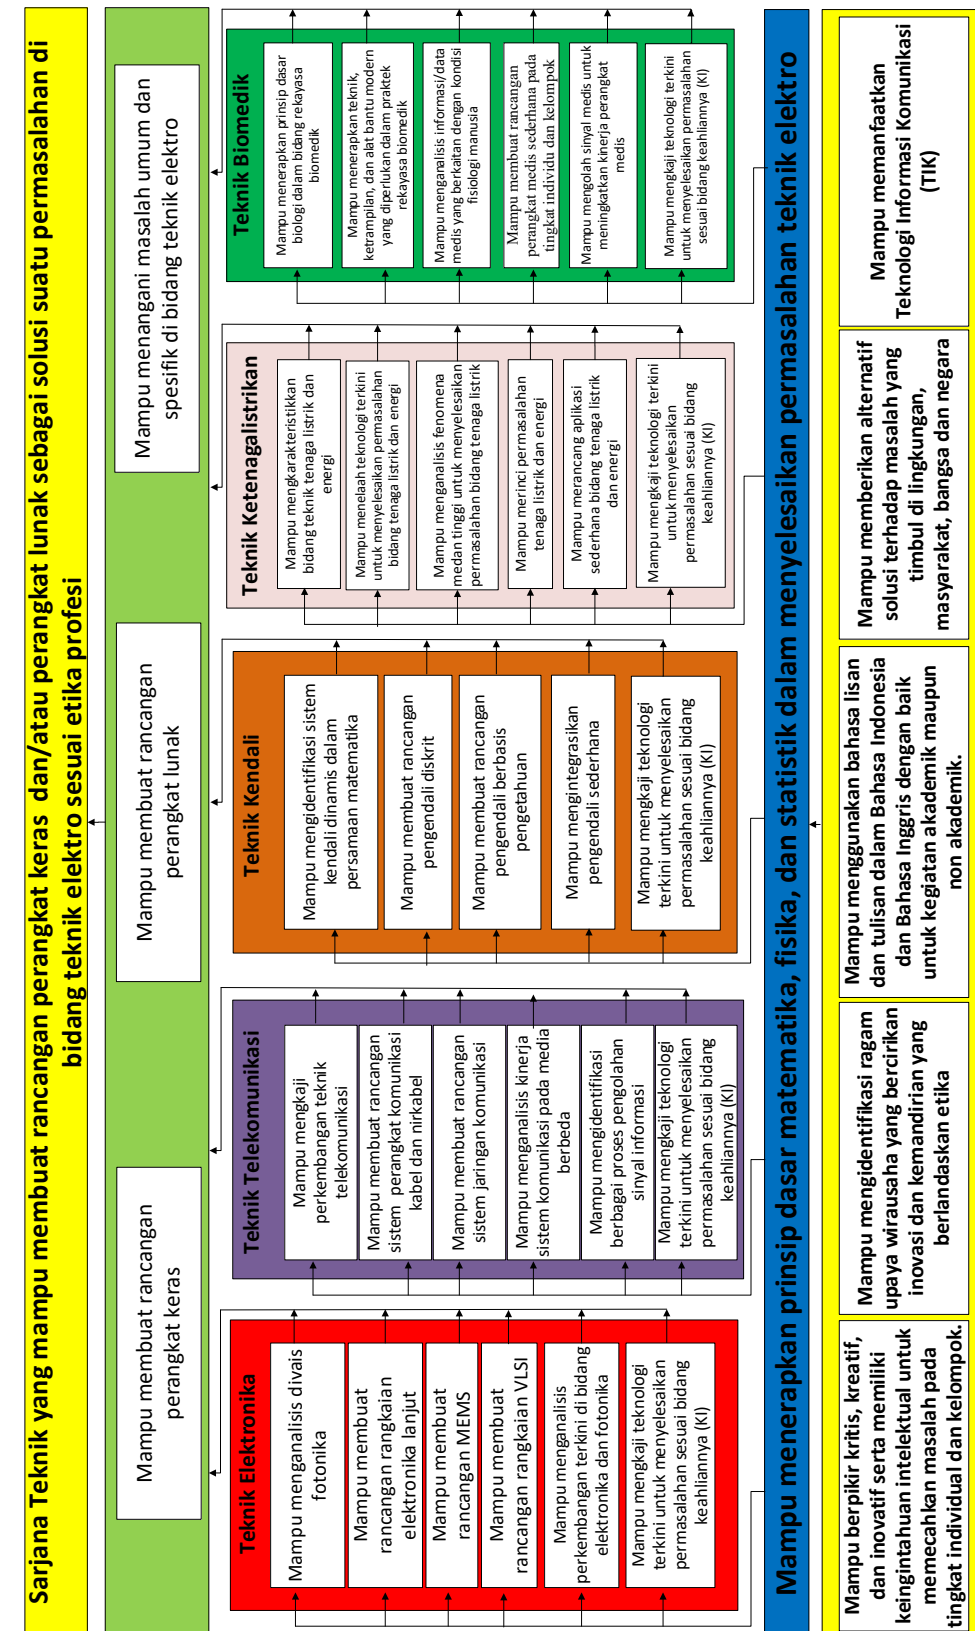 Sarjana Teknik yang mampu membuat rancangan perangkat keras dan/atau perangkat lunak sebagai solusi suatu permasalahan di
bidang teknik elektro sesuai etika profesi
Mampu membuat rancangan
perangkat keras
Mampu membuat rancangan
perangkat lunak
Mampu menangani masalah umum dan
spesifik di bidang teknik elektro
Teknik Elektronika
Mampu menganalisis divais
fotonika
Mampu membuat
rancangan rangkaian
elektronika lanjut
Mampu membuat
rancangan MEMS
Mampu membuat
rancangan rangkaian VLSI
Mampu menganalisis
perkembangan terkini di bidang
elektronika dan fotonika
Mampu mengkaji teknologi
terkini untuk menyelesaikan
permasalahan sesuai bidang
keahliannya (KI)
Teknik Telekomunikasi
Mampu mengkaji
perkembangan teknik
telekomunikasi
Mampu membuat rancangan
sistem perangkat komunikasi
kabel dan nirkabel
Mampu membuat rancangan
sistem jaringan komunikasi
Mampu menganalisis kinerja
sistem komunikasi pada media
berbeda
Mampu mengidentifikasi
berbagai proses pengolahan
sinyal informasi
Mampu mengkaji teknologi
terkini untuk menyelesaikan
permasalahan sesuai bidang
keahliannya (KI)
Teknik Kendali
Mampu mengidentifikasi sistem
kendali dinamis dalam
persamaan matematika
Mampu membuat rancangan
pengendali diskrit
Mampu membuat rancangan
pengendali berbasis
pengetahuan
Mampu mengintegrasikan
pengendali sederhana
Mampu mengkaji teknologi
terkini untuk menyelesaikan
permasalahan sesuai bidang
keahliannya (KI)
Teknik Ketenagalistrikan
Mampu mengkarakteristikkan
bidang teknik tenaga listrik dan
energi
Mampu menelaah teknologi terkini
untuk menyelesaikan permasalahan
bidang tenaga listrik dan energi
Mampu menganalisis fenomena
medan tinggi untuk menyelesaikan
permasalahan bidang tenaga listrik
Mampu merinci permasalahan
tenaga listrik dan energi
Mampu merancang aplikasi
sederhana bidang tenaga listrik
dan energi
Mampu mengkaji teknologi terkini
untuk menyelesaikan
permasalahan sesuai bidang
keahliannya (KI)
Teknik Biomedik
Mampu menerapkan prinsip dasar
biologi dalam bidang rekayasa
biomedik
Mampu menerapkan teknik,
ketrampilan, dan alat bantu modern
yang diperlukan dalam praktek
rekayasa biomedik
Mampu menganalisis informasi/data
medis yang berkaitan dengan kondisi
fisiologi manusia
Mampu membuat rancangan
perangkat medis sederhana pada
tingkat individu dan kelompok
Mampu mengolah sinyal medis untuk
meningkatkan kinerja perangkat
medis
Mampu mengkaji teknologi terkini
untuk menyelesaikan permasalahan
sesuai bidang keahliannya (KI)
Mampu menerapkan prinsip dasar matematika, fisika, dan statistik dalam menyelesaikan permasalahan teknik elektro
Mampu berpikir kritis, kreatif,
dan inovatif serta memiliki
keingintahuan intelektual untuk
memecahkan masalah pada
tingkat individual dan kelompok.
Mampu mengidentifikasi ragam
upaya wirausaha yang bercirikan
inovasi dan kemandirian yang
berlandaskan etika
Mampu menggunakan bahasa lisan
dan tulisan dalam Bahasa Indonesia
dan Bahasa Inggris dengan baik
untuk kegiatan akademik maupun
non akademik.
Mampu memberikan alternatif
solusi terhadap masalah yang
timbul di lingkungan,
masyarakat, bangsa dan negara
Mampu memanfaatkan
Teknologi Informasi Komunikasi
(TIK)